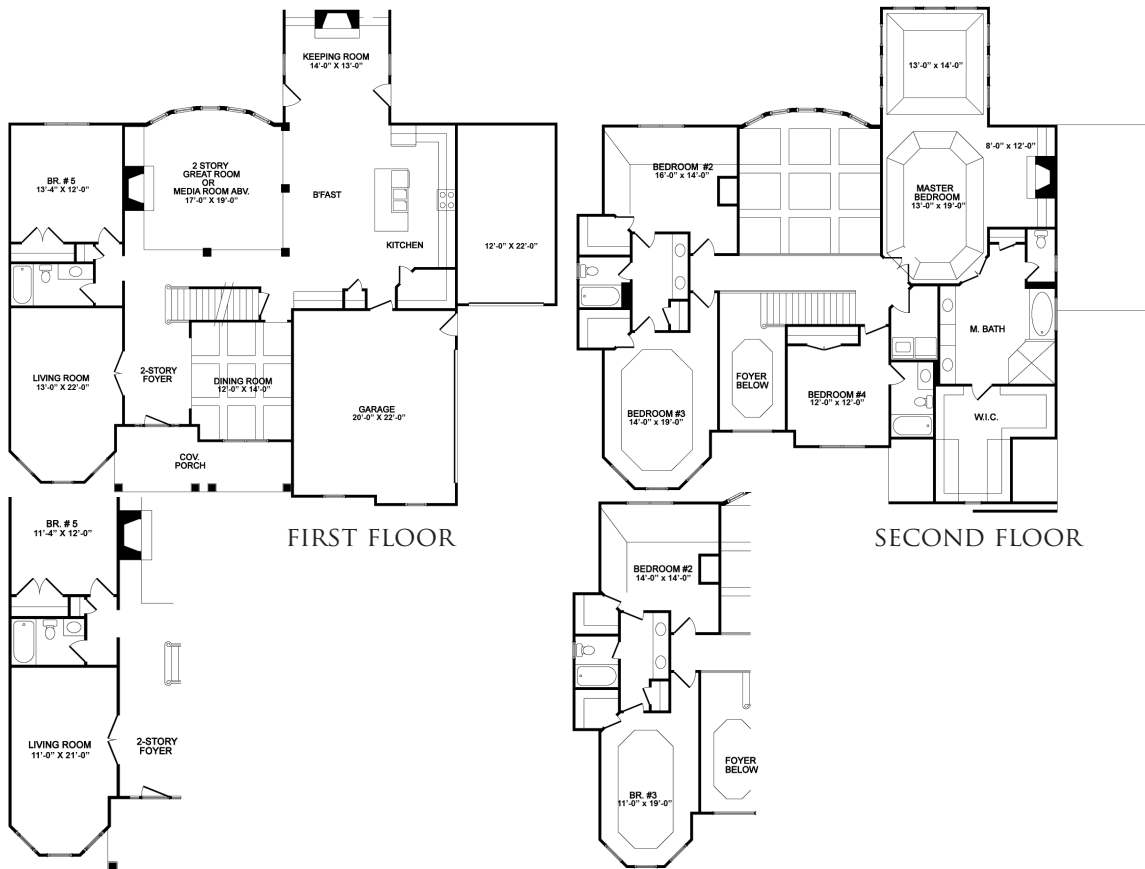 KEEPING ROOM
14'-0" X 13'-0"
BR. # 5
13'-4" X 12'-0"
2 STORY
GREAT ROOM
OR
MEDIA ROOM ABV.
17'-0" X 19'-0"
B'FAST
KITCHEN
12'-0" X 22'-0"
LIVING ROOM
13'-0" X 22'-0"
2-STORY
FOYER
DINING ROOM
12'-0" X 14'-0"
GARAGE
20'-0" X 22'-0"
COV.
PORCH
FIRST FLOOR
BR. # 5
11'-4" X 12'-0"
LIVING ROOM
11'-0" X 21'-0"
2-STORY
FOYER
13'-0" x 14'-0"
8'-0" x 12'-0"
BEDROOM #2
16'-0" x 14'-0"
MASTER
BEDROOM
13'-0" x 19'-0"
M. BATH
FOYER
BELOW
BEDROOM #4
12'-0" x 12'-0"
BEDROOM #3
14'-0" x 19'-0"
W.I.C.
SECOND FLOOR
BEDROOM #2
14'-0" x 14'-0"
FOYER
BELOW
BR. #3
11'-0" x 19'-0"